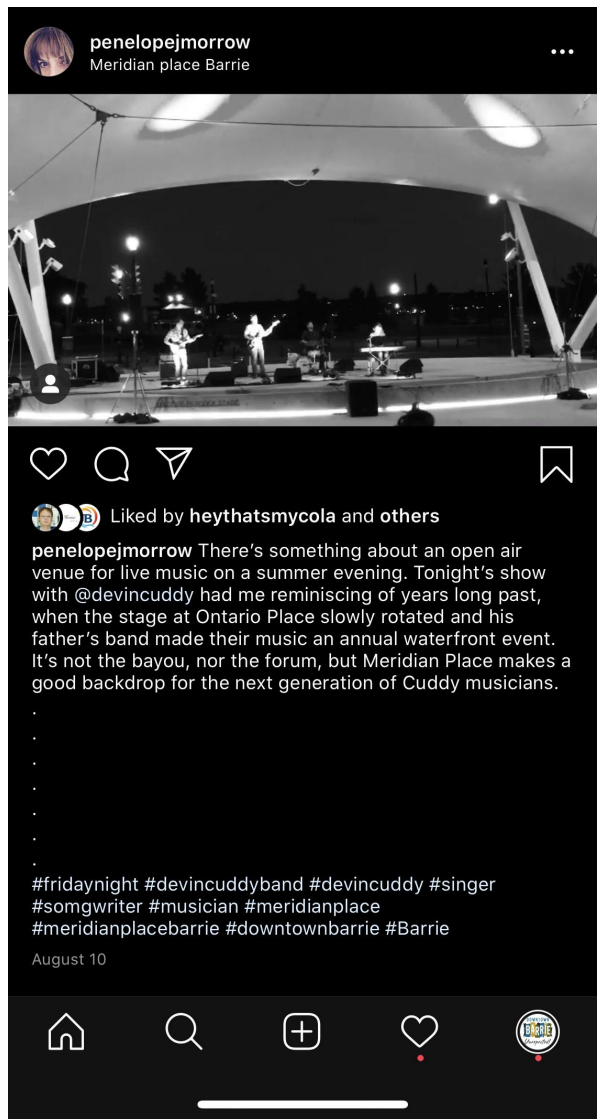 penelopejmorrow
Meridian place Barrie
Liked by heythatsmycola and others
penelopejmorrow There's something about an open air
venue for live music on a summer evening. Tonight's show
with @devincuddy had me reminiscing of years long past,
when the stage at Ontario Place slowly rotated and his
father's band made their music an annual waterfront event.
It's not the bayou, nor the forum, but Meridian Place makes a
good backdrop for the next generation of Cuddy musicians.
.
.
.
.
.
.
.
#fridaynight #devincuddyband #devincuddy #singer
#somgwriter #musician #meridianplace
#meridianplacebarrie #downtownbarrie #Barrie
August 10
DOWNTOWN
BARRIE